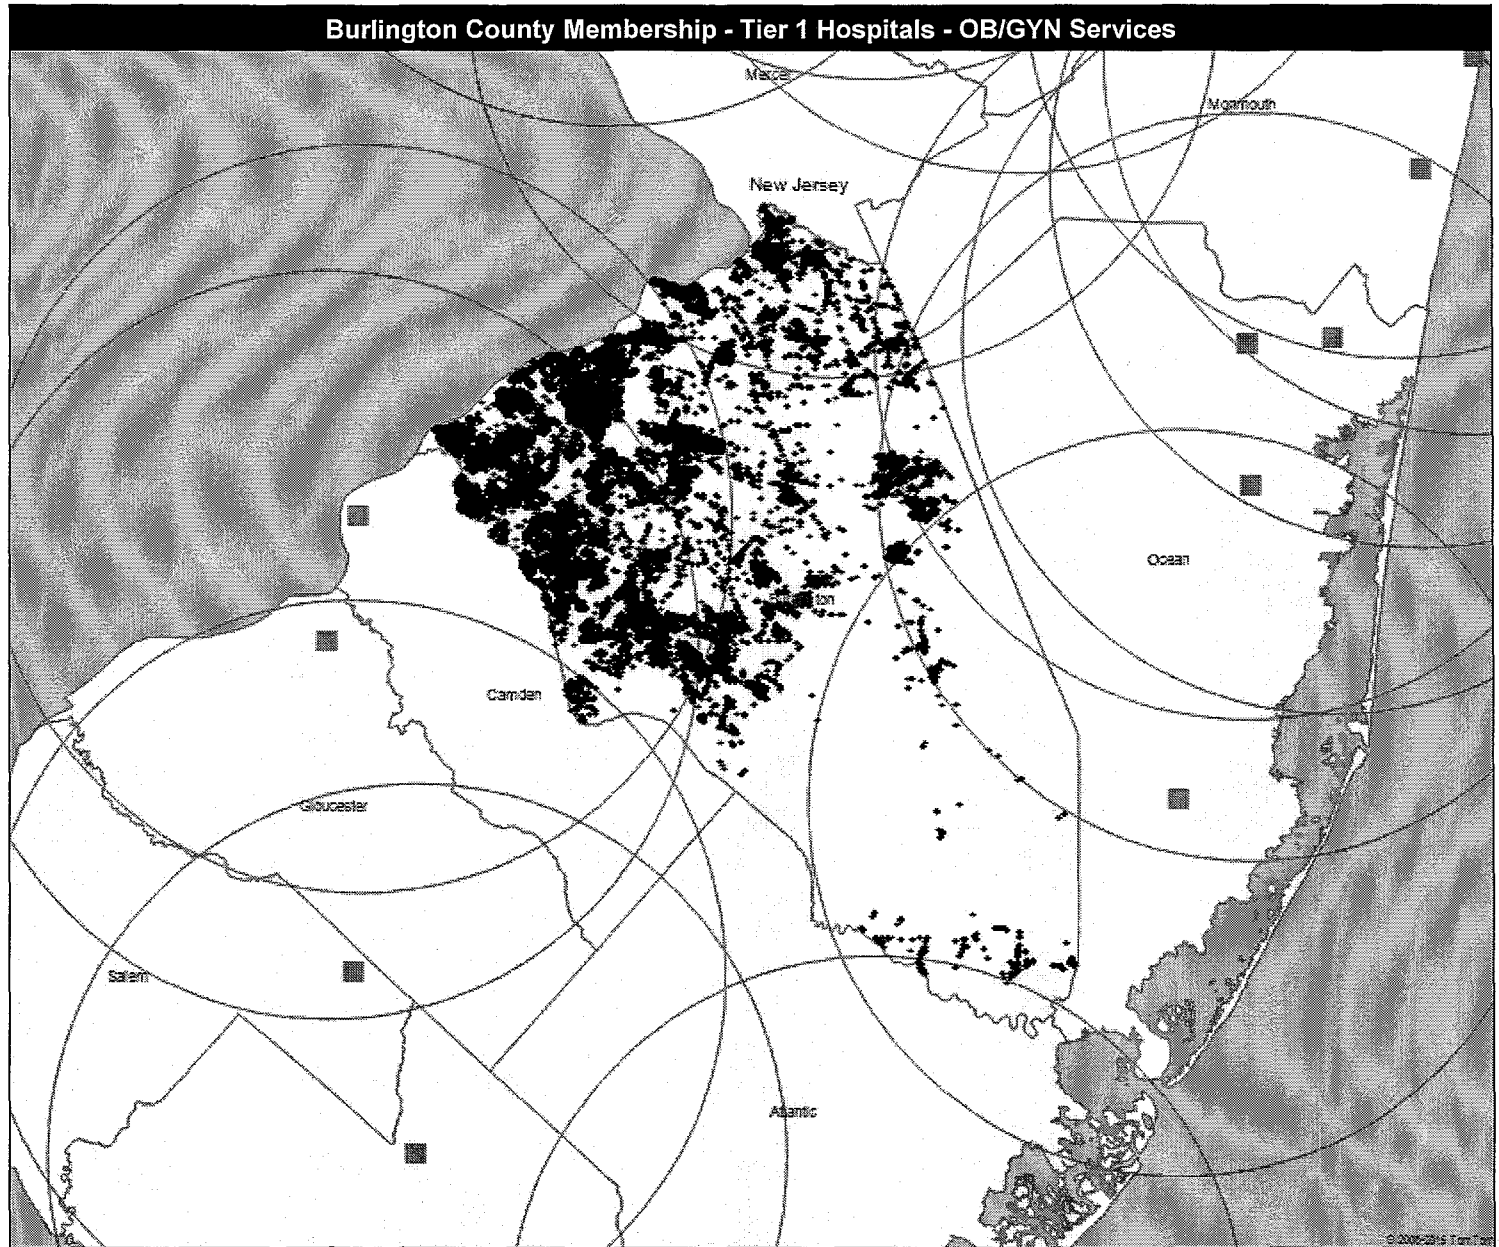 Burlington County Membership - Tier 1 Hospitals - OB/GYN Services
Mercer
Monmouth
New Jersey
Ocean
Camden
Gloucester
Salem
Atlantic